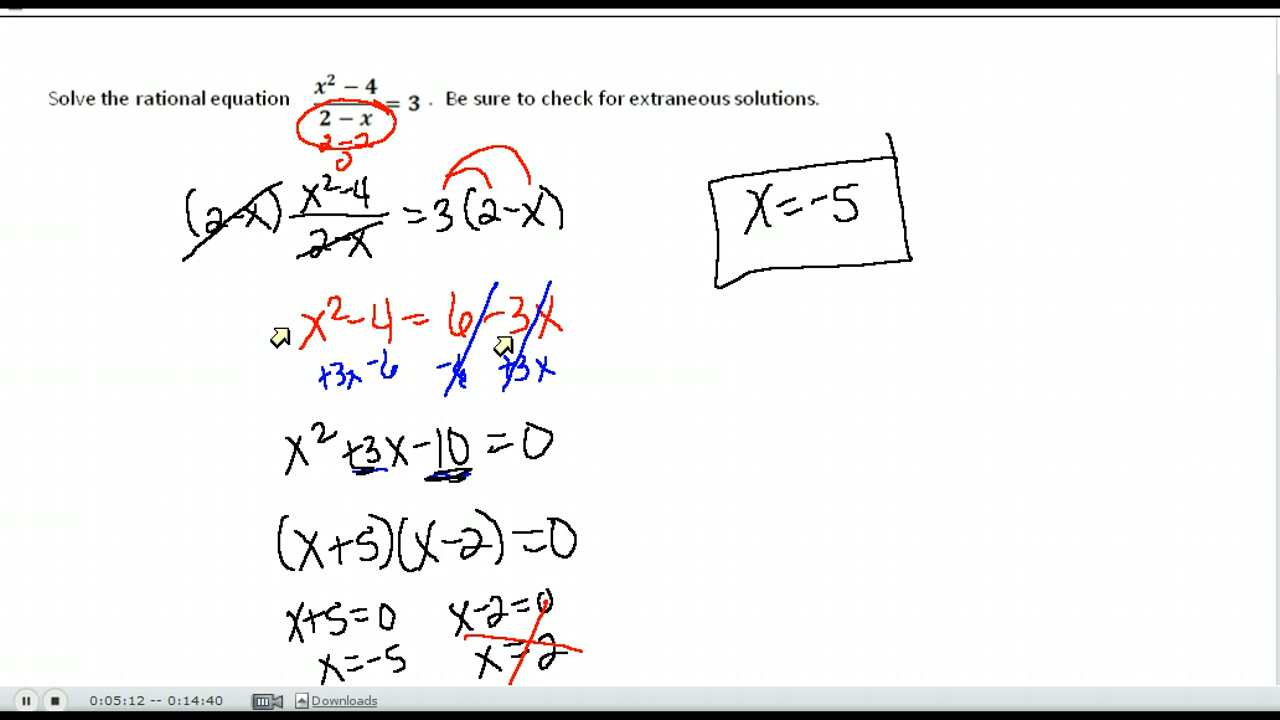 Solve the rational equation x² − 4 / 2 − x = 3 . Be sure to check for extraneous solutions.
2 − 2
0
(2-x) x²-4 / 2-x = 3(2-x)
x = -5
x²-4 = 6 - 3x
+3x -6 -6 +3x
x² +3x - 10 = 0
(x+5)(x-2) = 0
x+5=0 x-2=0
x=-5 x=2
0:05:12 -- 0:14:40 Downloads